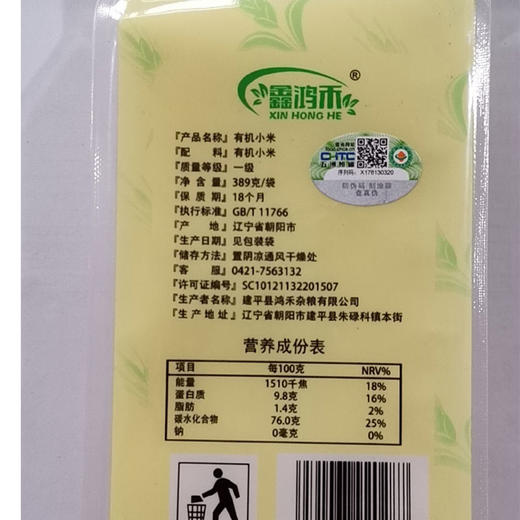 鑫鸿禾®
XIN HONG HE
『产品名称』有机小米
『配 料』有机小米
『质量等级』一级
『净 含 量』389克/袋
『保 质 期』18个月
『执行标准』GB/T 11766
『产 地』辽宁省朝阳市
『生产日期』见包装袋
『储存方法』置阴凉通风干燥处
『客 服』0421-7563132
『许可证编号』SC10121132201507
『生产者名称』建平县鸿禾杂粮有限公司
『生产地址』辽宁省朝阳市建平县朱碌科镇本街
C-ITC
序列码：X178130320
查真伪
营养成份表
项目 每100克 NRV%
能量 1510千焦 18%
蛋白质 9.8克 16%
脂肪 1.4克 2%
碳水化合物 76.0克 25%
钠 0毫克 0%